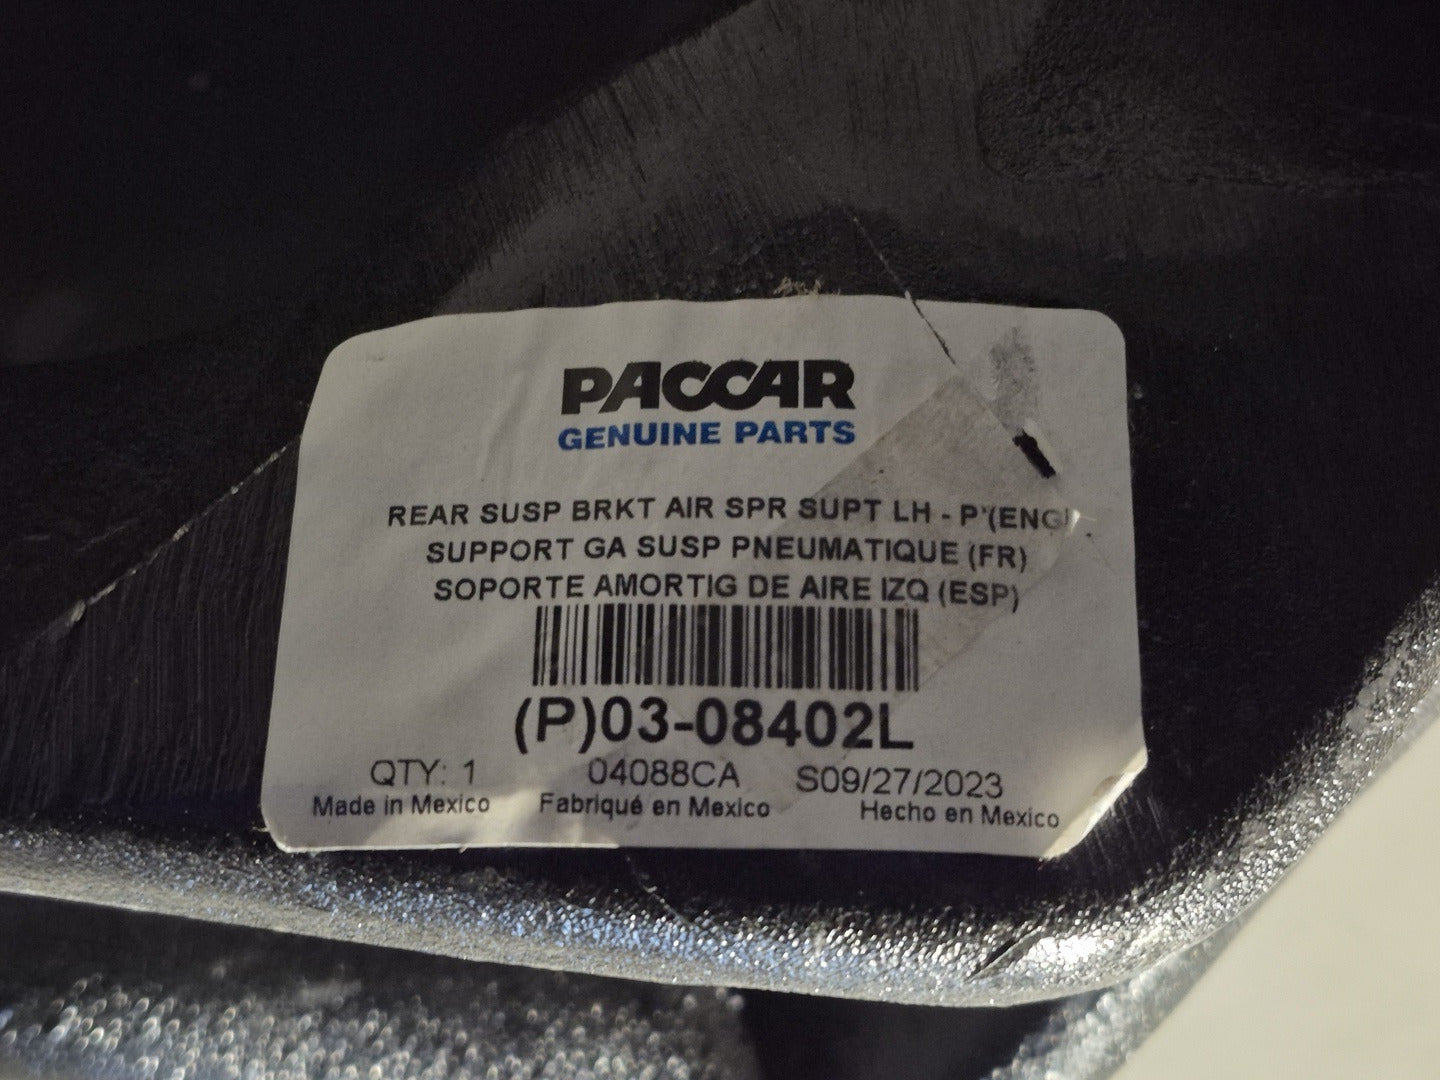 PACCAR
GENUINE PARTS
REAR SUSP BRKT AIR SPR SUPT LH - P'(ENG)
SUPPORT GA SUSP PNEUMATIQUE (FR)
SOPORTE AMORTIG DE AIRE IZQ (ESP)
(P)03-08402L
QTY: 1 04088CA S09/27/2023
Made in Mexico Fabriqué en Mexico Hecho en Mexico